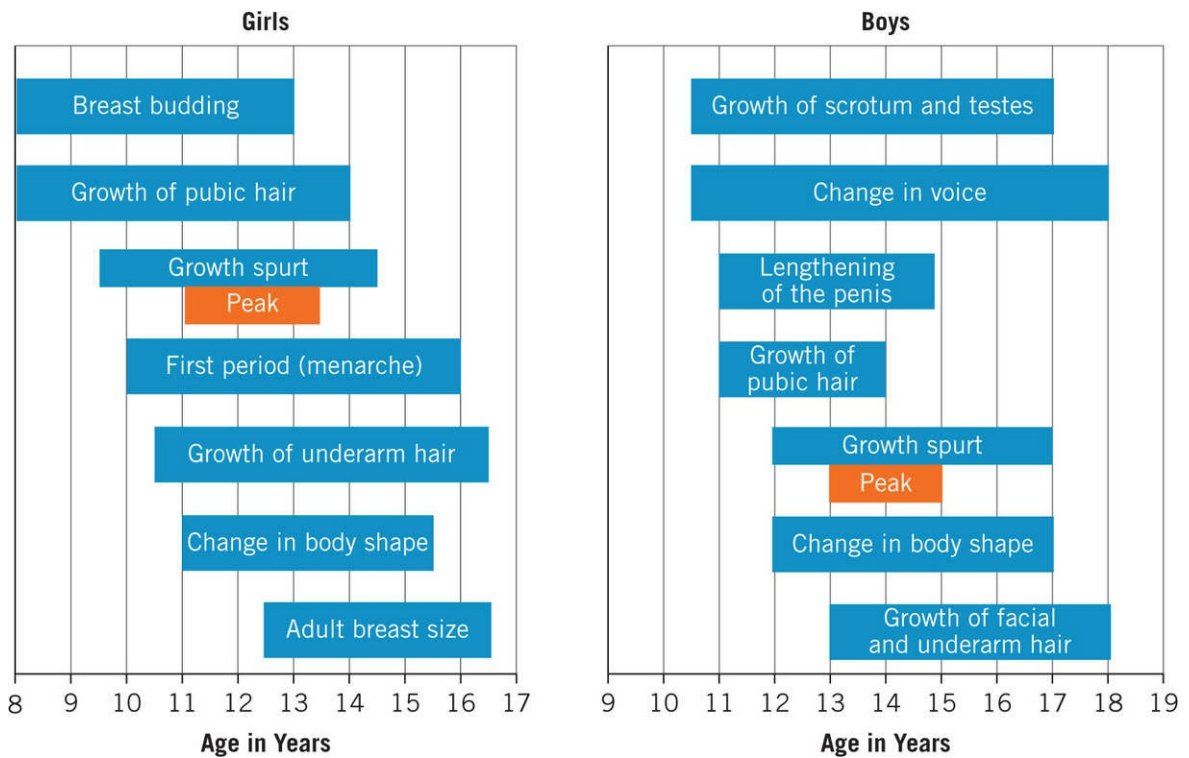 Girls
Breast budding
Growth of pubic hair
Growth spurt
Peak
First period (menarche)
Growth of underarm hair
Change in body shape
Adult breast size
8 9 10 11 12 13 14 15 16 17
Age in Years
Boys
Growth of scrotum and testes
Change in voice
Lengthening
of the penis
Growth of
pubic hair
Growth spurt
Peak
Change in body shape
Growth of facial
and underarm hair
9 10 11 12 13 14 15 16 17 18 19
Age in Years